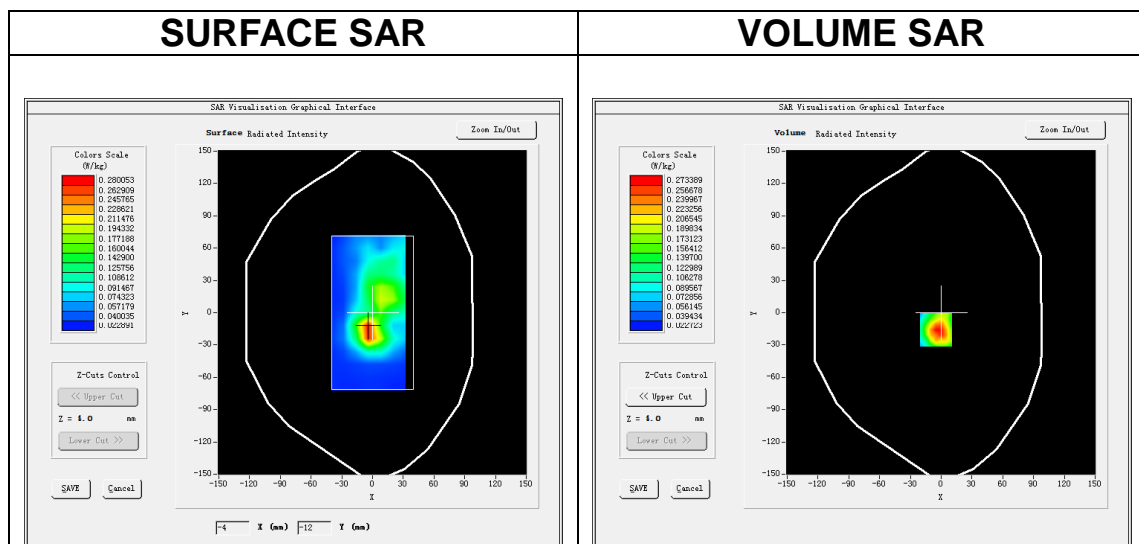 SURFACE SAR
VOLUME SAR
SAR Visualisation Graphical Interface
Surface Radiated Intensity
Zoom In/Out
Colors Scale
(W/kg)
0.280053
0.262909
0.245765
0.228621
0.211476
0.194332
0.177188
0.160044
0.142900
0.125756
0.108612
0.091467
0.074323
0.057179
0.040035
0.022891
150
120
90
60
30
0
-30
-60
-90
-120
-150
Y
-150 -120 -90 -60 -30 0 30 60 90 120 150
X
Z-Cuts Control
<< Upper Cut
Z = 4.0 mm
Lower Cut >>
SAVE Cancel
-4 X (mm) -12 Y (mm)
SAR Visualisation Graphical Interface
Volume Radiated Intensity
Zoom In/Out
Colors Scale
(W/kg)
0.273389
0.256678
0.239967
0.223256
0.206545
0.189834
0.173123
0.156412
0.139700
0.122989
0.106278
0.089567
0.072856
0.056145
0.039434
0.022723
150
120
90
60
30
0
-30
-60
-90
-120
-150
Y
-150 -120 -90 -60 -30 0 30 60 90 120 150
X
Z-Cuts Control
<< Upper Cut
Z = 4.0 mm
Lower Cut >>
SAVE Cancel